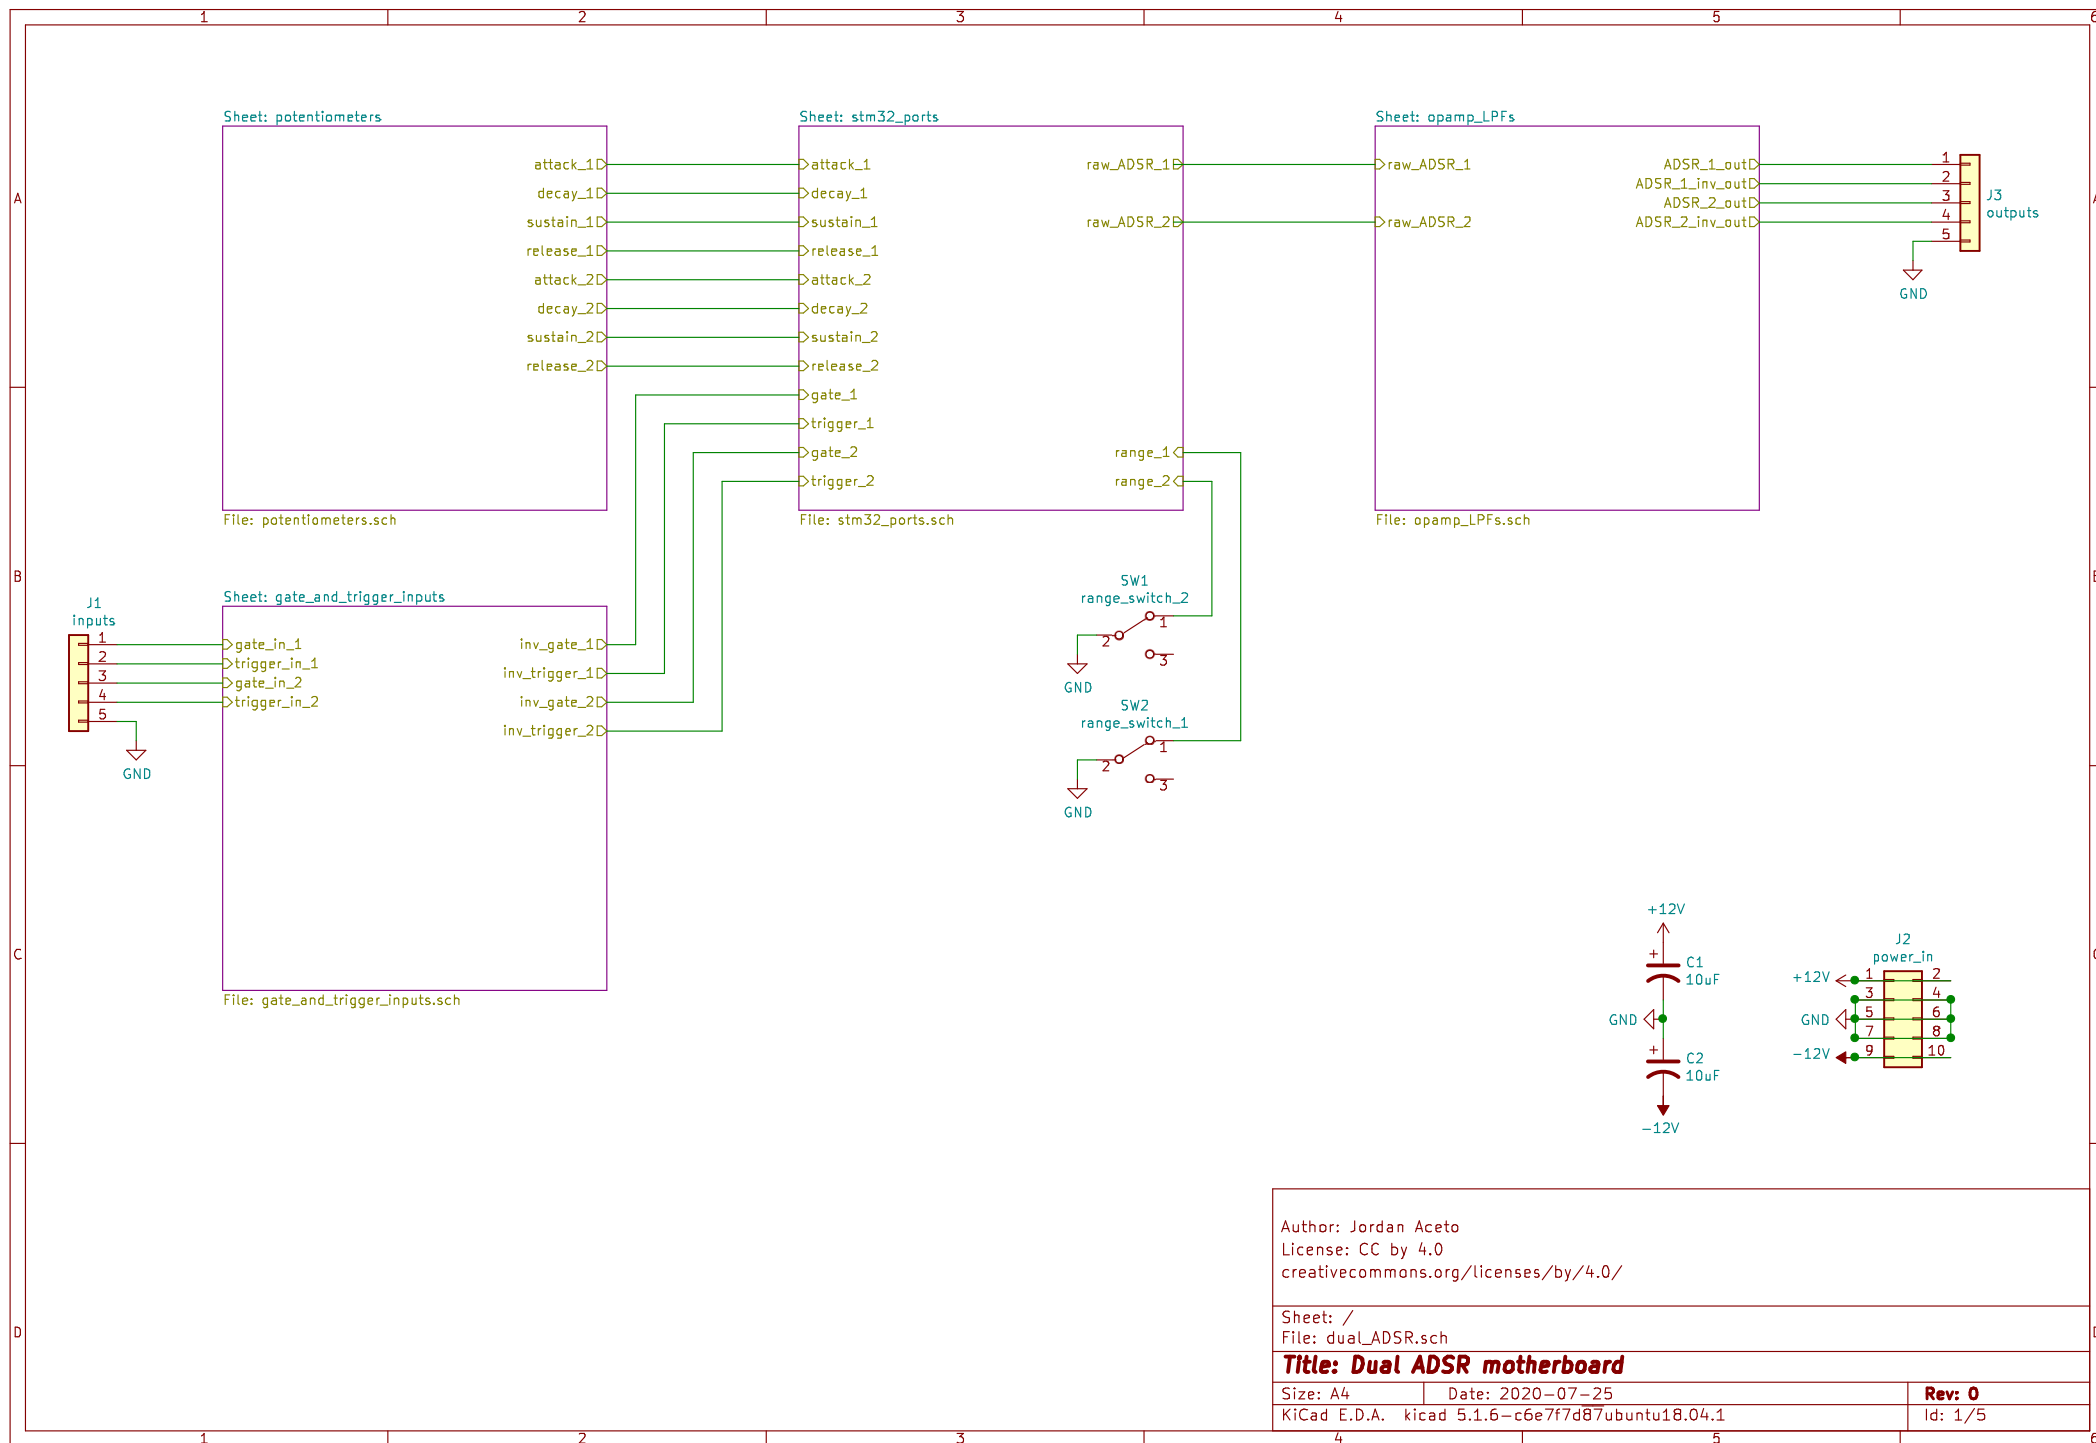 1 2 3 4 5 6
A
B
C
D
Sheet: potentiometers
attack_1
decay_1
sustain_1
release_1
attack_2
decay_2
sustain_2
release_2
File: potentiometers.sch
Sheet: stm32_ports
attack_1
decay_1
sustain_1
release_1
attack_2
decay_2
sustain_2
release_2
gate_1
trigger_1
gate_2
trigger_2
raw_ADSR_1
raw_ADSR_2
range_1
range_2
File: stm32_ports.sch
Sheet: opamp_LPFs
raw_ADSR_1
raw_ADSR_2
ADSR_1_out
ADSR_1_inv_out
ADSR_2_out
ADSR_2_inv_out
File: opamp_LPFs.sch
1
2
3
4
5
J3
outputs
GND
J1
inputs
1
2
3
4
5
GND
Sheet: gate_and_trigger_inputs
gate_in_1
trigger_in_1
gate_in_2
trigger_in_2
inv_gate_1
inv_trigger_1
inv_gate_2
inv_trigger_2
File: gate_and_trigger_inputs.sch
SW1
range_switch_2
1
2
3
GND
SW2
range_switch_1
1
2
3
GND
+12V
+
C1
10uF
GND
+
C2
10uF
-12V
J2
power_in
+12V 1 2
3 4
GND 5 6
7 8
-12V 9 10
Author: Jordan Aceto
License: CC by 4.0
creativecommons.org/licenses/by/4.0/
Sheet: /
File: dual_ADSR.sch
Title: Dual ADSR motherboard
Size: A4 Date: 2020-07-25 Rev: 0
KiCad E.D.A. kicad 5.1.6-c6e7f7d87ubuntu18.04.1 Id: 1/5
A
B
C
D
1 2 3 4 5 6